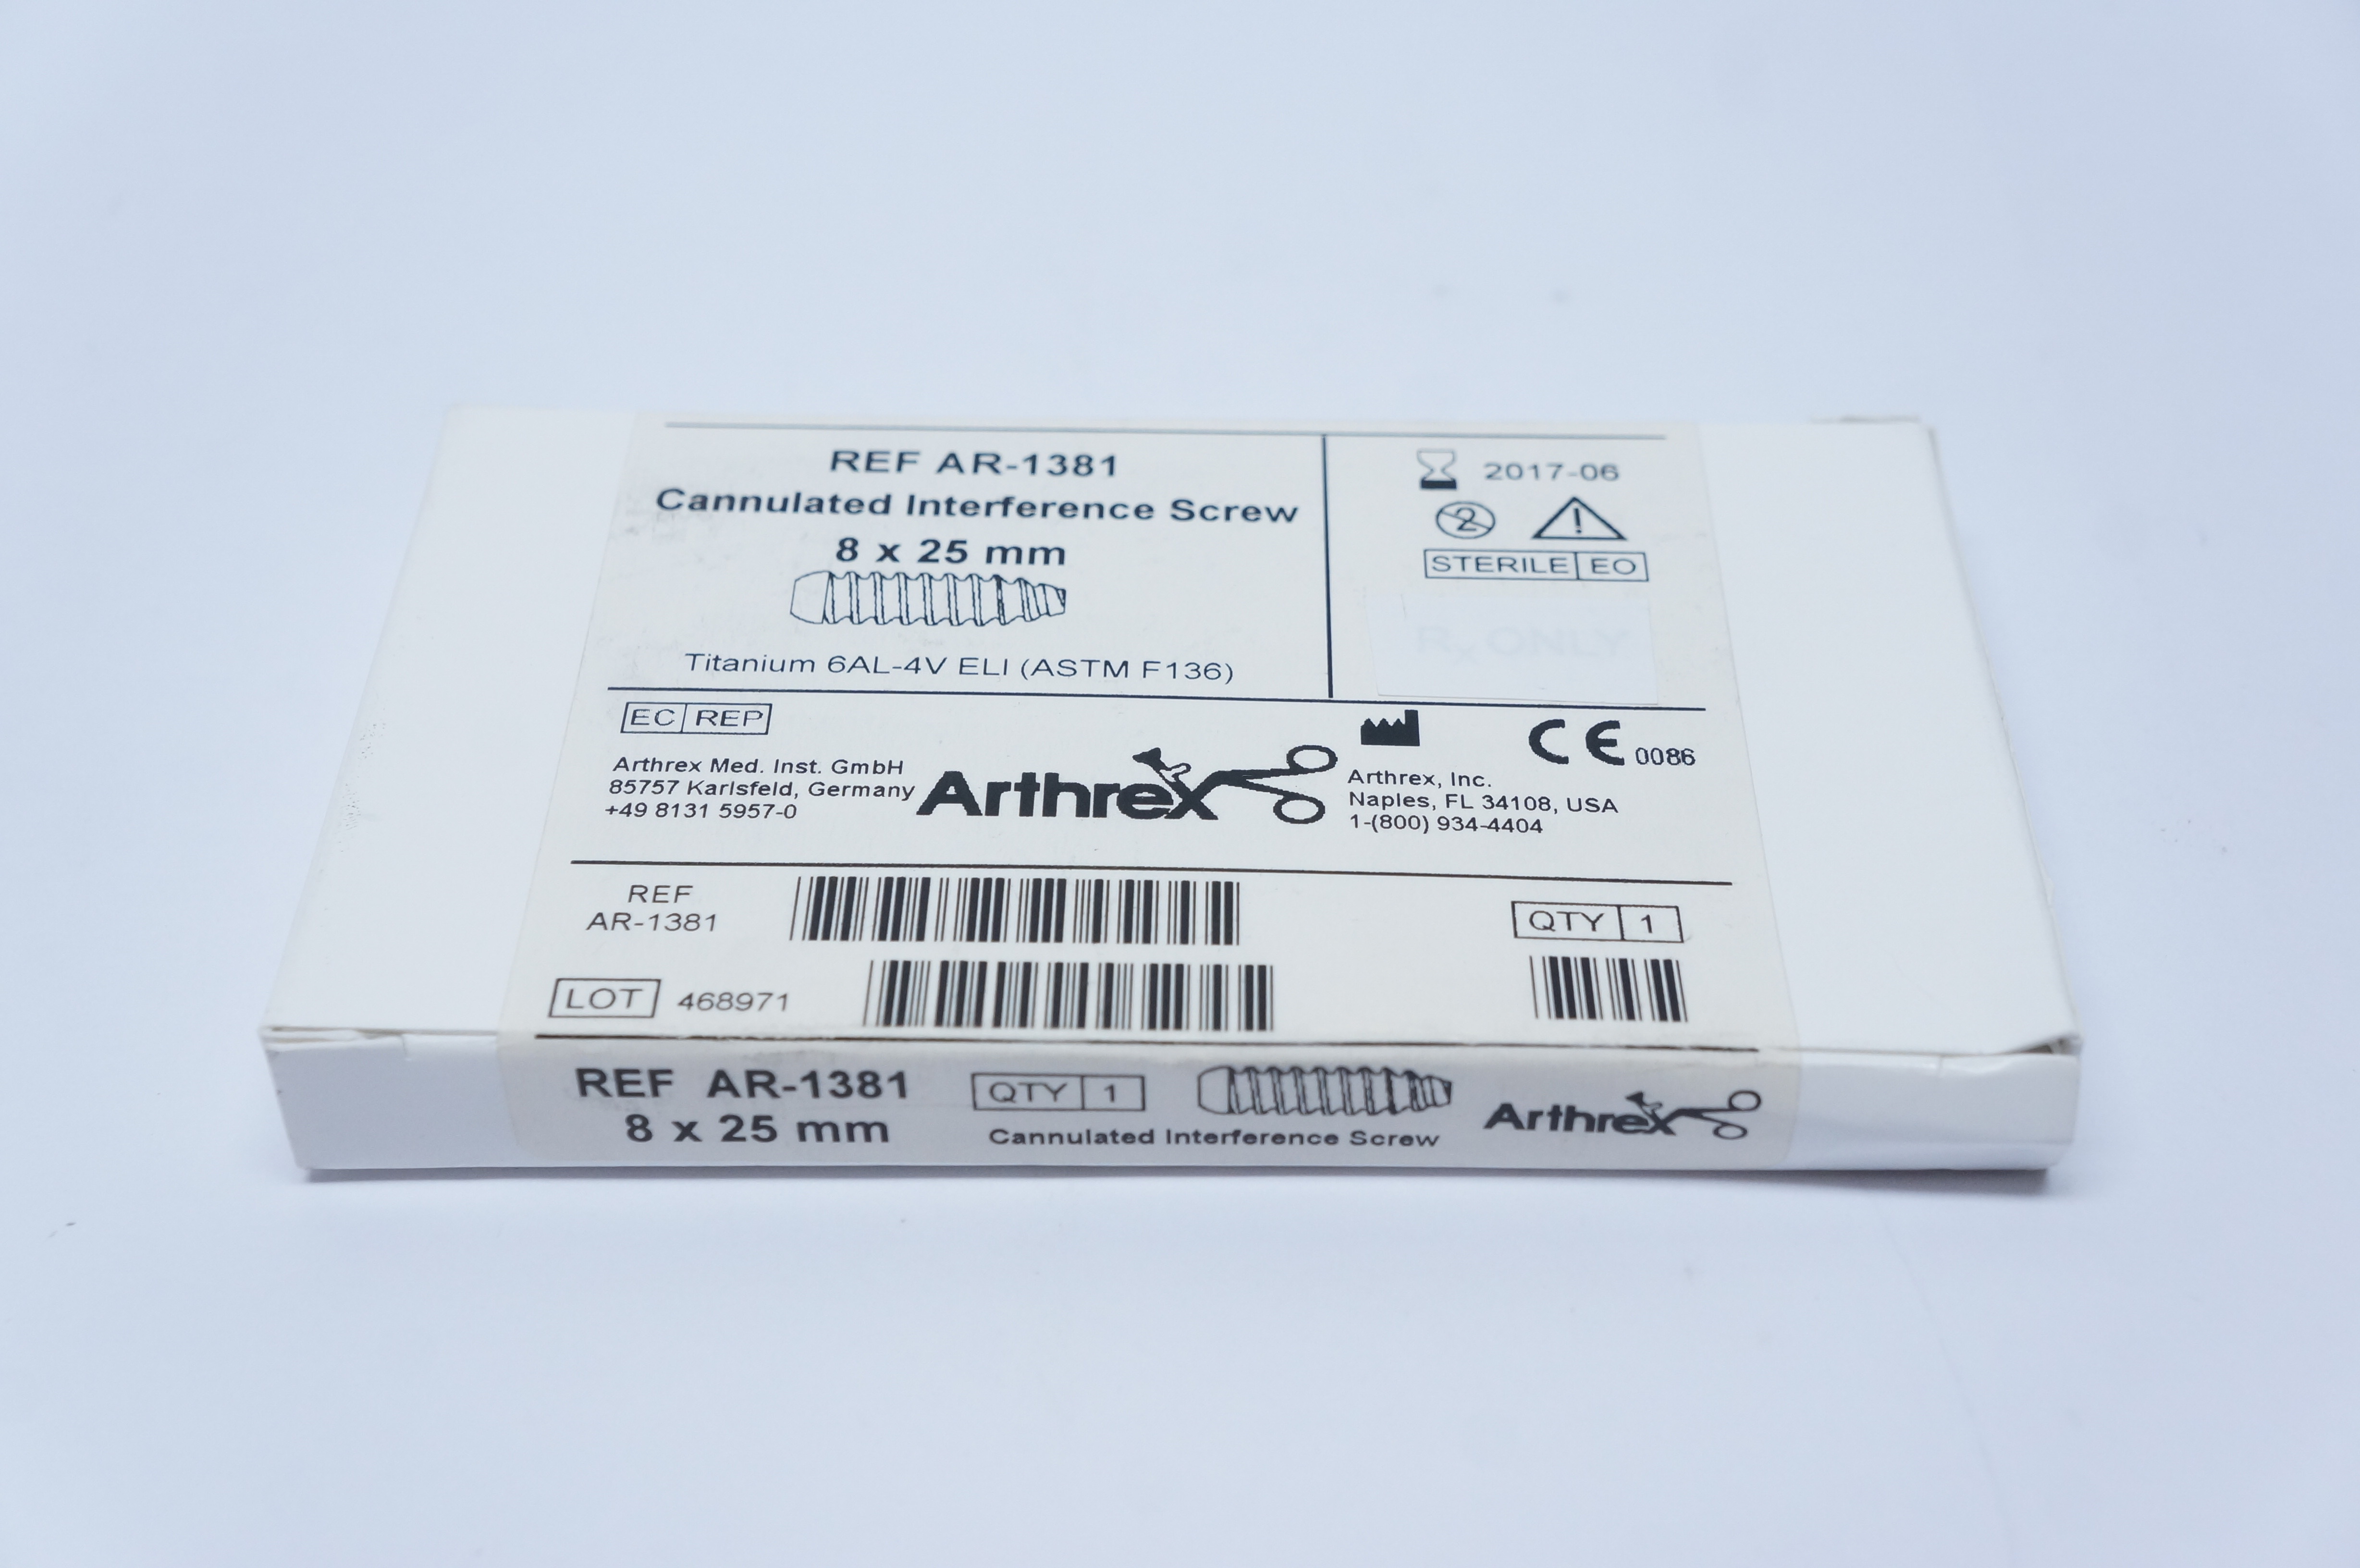 REF AR-1381
Cannulated Interference Screw
8 x 25 mm
Titanium 6AL-4V ELI (ASTM F136)
2017-06
2
!
STERILE EO
Rx ONLY
EC REP
Arthrex Med. Inst. GmbH
85757 Karlsfeld, Germany
+49 8131 5957-0
Arthrex
CE 0086
Arthrex, Inc.
Naples, FL 34108, USA
1-(800) 934-4404
REF
AR-1381
QTY 1
LOT 468971
REF AR-1381
8 x 25 mm
QTY 1
Cannulated Interference Screw
Arthrex